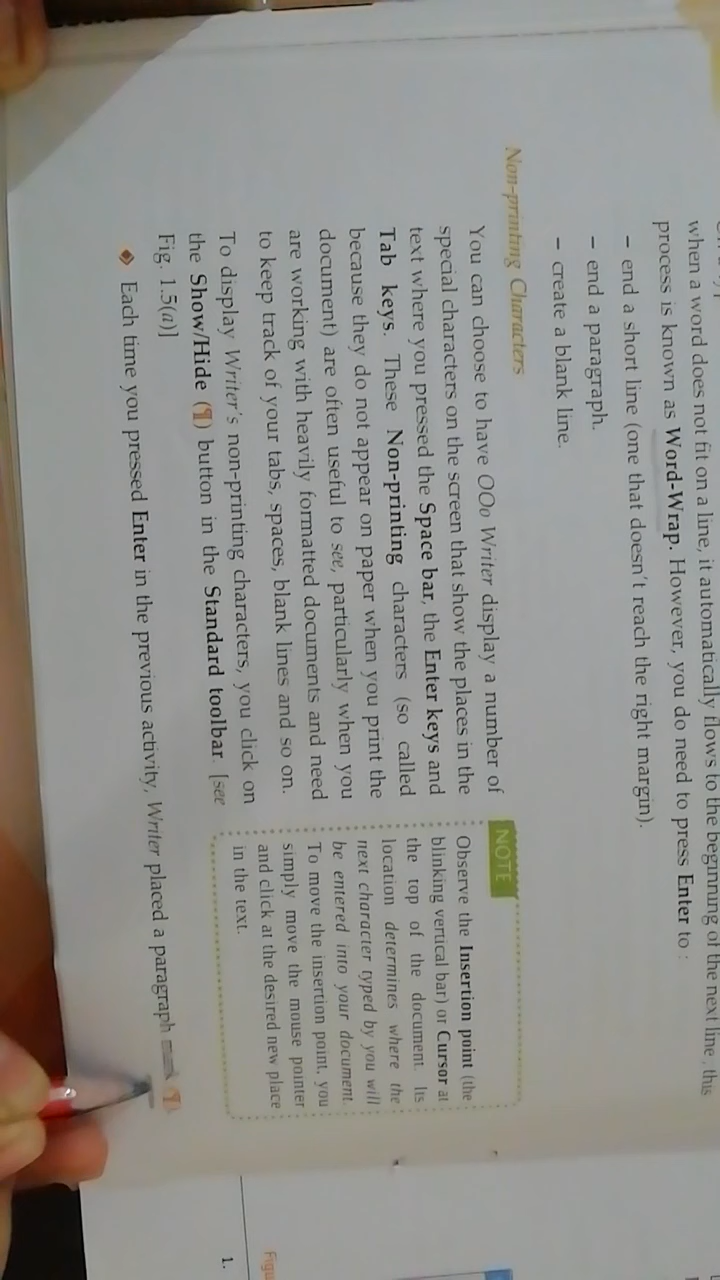 when a word does not fit on a line, it automatically flows to the beginning of the next line , this
process is known as Word-Wrap. However, you do need to press Enter to :
– end a short line (one that doesn't reach the right margin).
– end a paragraph.
– create a blank line.
Non-printing Characters
You can choose to have OOo Writer display a number of
special characters on the screen that show the places in the
text where you pressed the Space bar, the Enter keys and
Tab keys. These Non-printing characters (so called
because they do not appear on paper when you print the
document) are often useful to see, particularly when you
are working with heavily formatted documents and need
to keep track of your tabs, spaces, blank lines and so on.
To display Writer's non-printing characters, you click on
the Show/Hide (¶) button in the Standard toolbar. [see
Fig. 1.5(a)]
NOTE
Observe the Insertion point (the
blinking vertical bar) or Cursor at
the top of the document. Its
location determines where the
next character typed by you will
be entered into your document.
To move the insertion point, you
simply move the mouse pointer
and click at the desired new place
in the text.
◆ Each time you pressed Enter in the previous activity, Writer placed a paragraph mark (¶)
1.